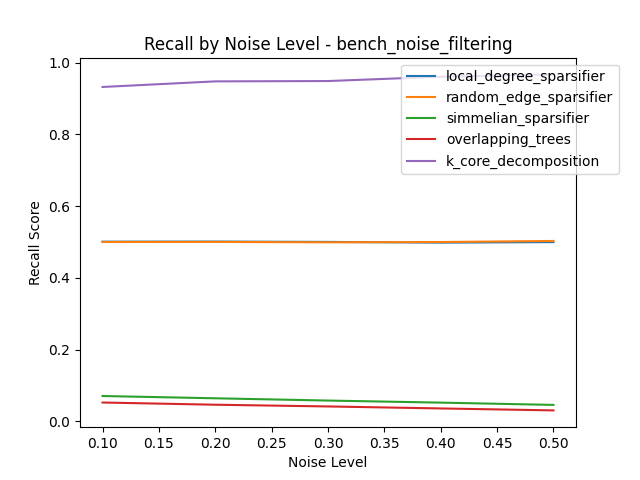 Recall by Noise Level - bench_noise_filtering
1.0
0.8
0.6
0.4
0.2
0.0
Recall Score
local_degree_sparsifier
random_edge_sparsifier
simmelian_sparsifier
overlapping_trees
k_core_decomposition
0.10 0.15 0.20 0.25 0.30 0.35 0.40 0.45 0.50
Noise Level